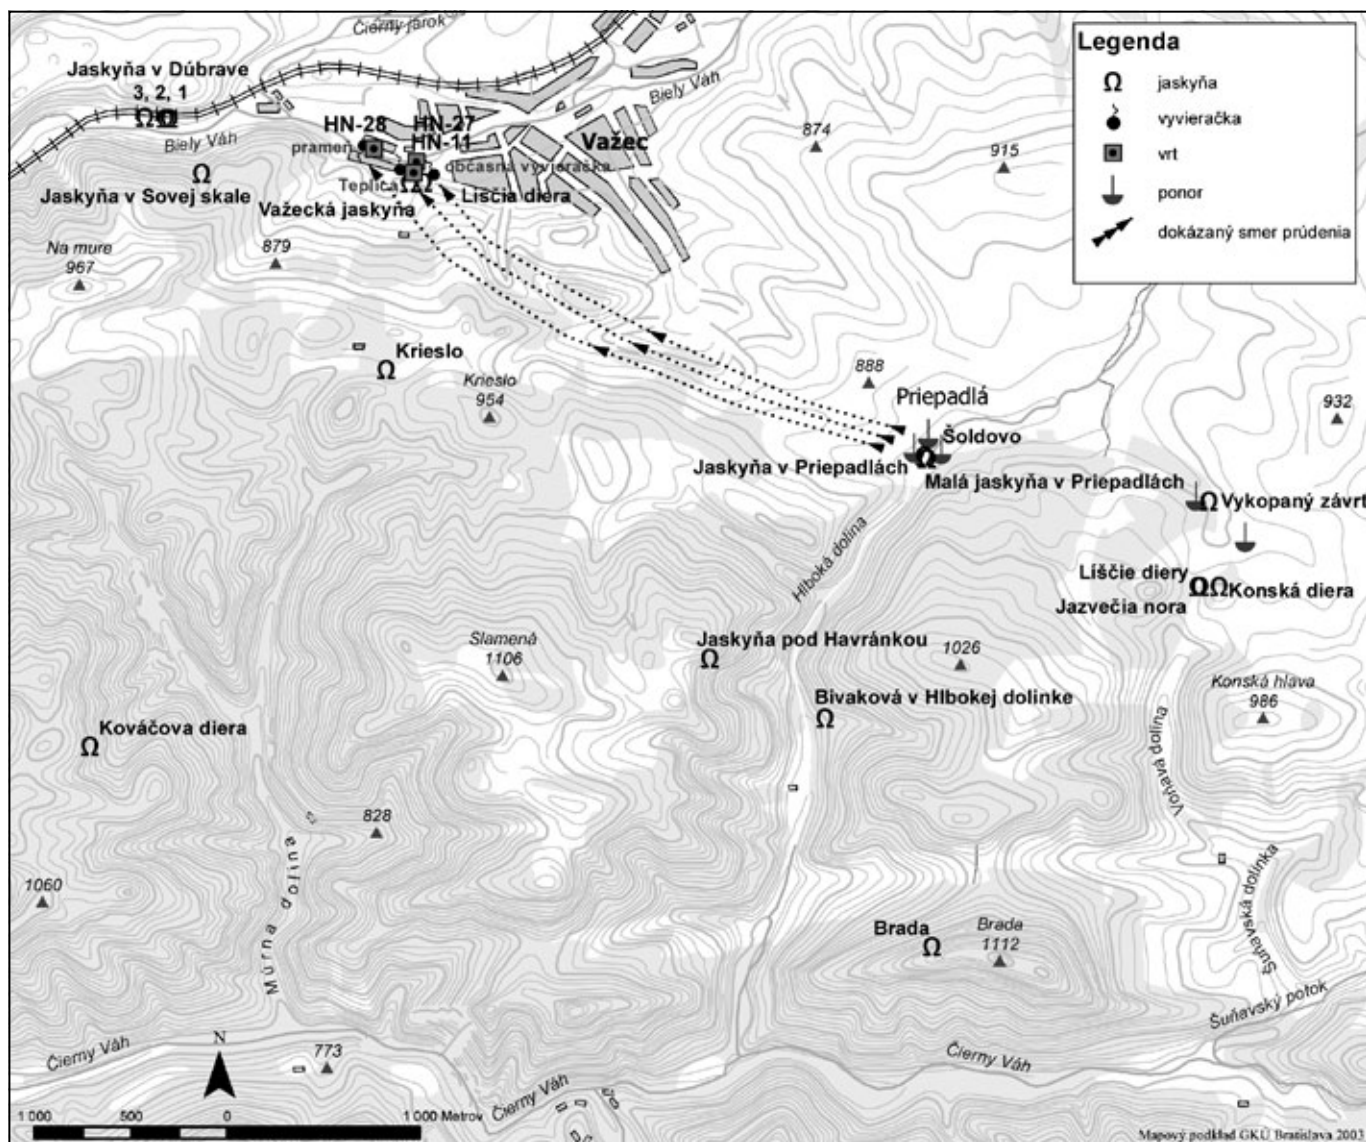 Čierny jarok
Legenda
jaskyňa
vyvieračka
vrt
ponor
dokázaný smer prúdenia
Jaskyňa v Dúbrave
3, 2, 1
Biely Váh
Biely Váh
HN-28
HN-27
HN-11
Važec
prameň
občasná vyvieračka
Teplica
Líščia diera
Važecká jaskyňa
Jaskyňa v Sovej skale
874
915
Na mure
967
879
Krieslo
Krieslo
954
888
932
Priepadlá
Šoldovo
Jaskyňa v Priepadlách
Malá jaskyňa v Priepadlách
Vykopaný závrt
Hlboká dolina
Líščie diery
Konská diera
Jazvečia nora
Slamená
1106
Jaskyňa pod Havránkou
1026
Konská hlava
986
Bivaková v Hlbokej dolinke
Kováčova diera
Voňavá dolina
828
Murna dolina
1060
Šuňavská dolinka
Brada
Brada
1112
Šuňavský potok
Čierny Váh
N
773
Čierny Váh
Čierny Váh
1 000
500
0
1 000 Metrov
Mapový podklad GKÚ Bratislava 2003